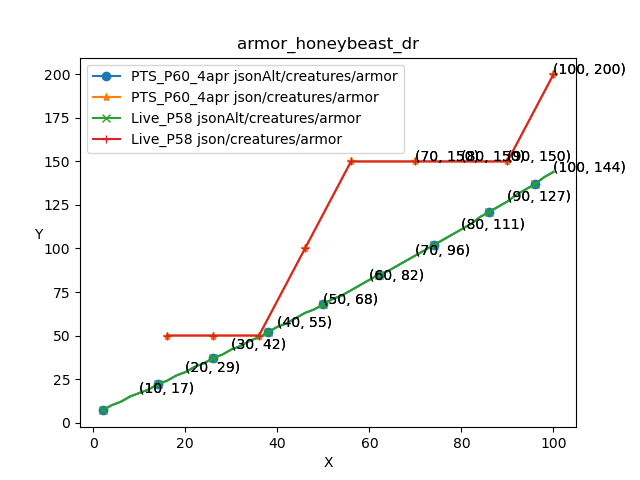 armor_honeybeast_dr
PTS_P60_4apr jsonAlt/creatures/armor
PTS_P60_4apr json/creatures/armor
Live_P58 jsonAlt/creatures/armor
Live_P58 json/creatures/armor
200
175
150
125
100
75
50
25
0
Y
(100, 200)
(70, 150)
(80, 150)
(90, 150)
(100, 144)
(90, 127)
(80, 111)
(70, 96)
(60, 82)
(50, 68)
(40, 55)
(30, 42)
(20, 29)
(10, 17)
0 20 40 60 80 100
X